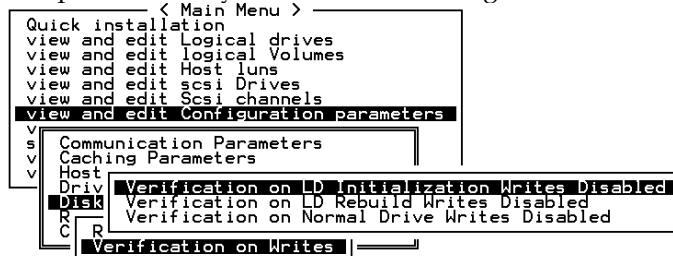 < Main Menu >
Quick installation
view and edit Logical drives
view and edit logical Volumes
view and edit Host luns
view and edit scsi Drives
view and edit Scsi channels
view and edit Configuration parameters
v
s Communication Parameters
v Caching Parameters
v Host
Driv Verification on LD Initialization Writes Disabled
Disk Verification on LD Rebuild Writes Disabled
R Verification on Normal Drive Writes Disabled
C R
Verification on Writes